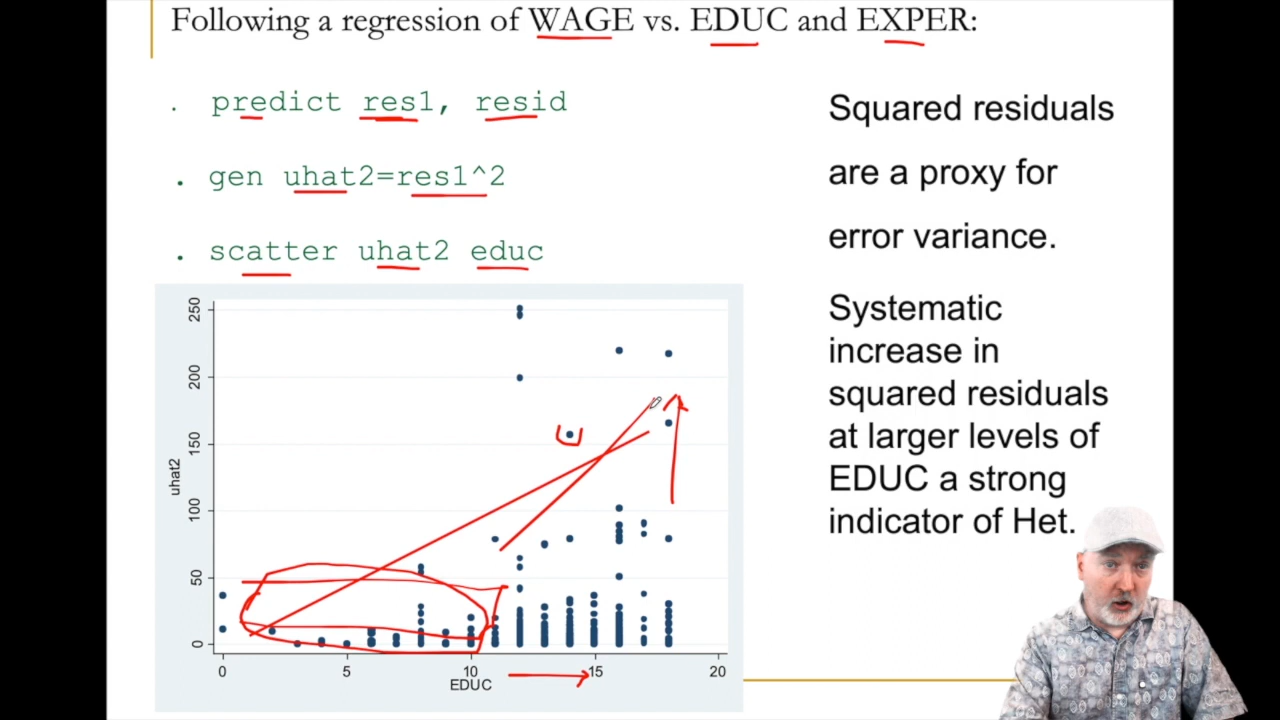 Following a regression of WAGE vs. EDUC and EXPER:
. predict res1, resid
. gen uhat2=res1^2
. scatter uhat2 educ
Squared residuals
are a proxy for
error variance.
Systematic
increase in
squared residuals
at larger levels of
EDUC a strong
indicator of Het.
250
200
150
100
50
0
uhat2
0 5 10 15 20
EDUC